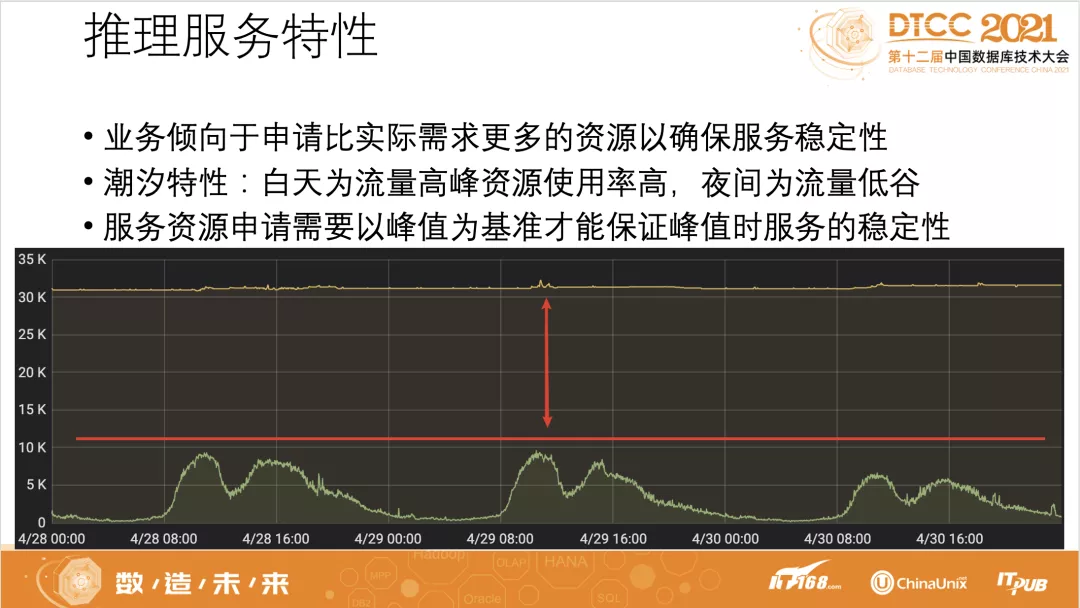 推理服务特性
DTCC 2021
第十二届中国数据库技术大会
DATABASE TECHNOLOGY CONFERENCE CHINA 2021
• 业务倾向于申请比实际需求更多的资源以确保服务稳定性
• 潮汐特性：白天为流量高峰资源使用率高，夜间为流量低谷
• 服务资源申请需要以峰值为基准才能保证峰值时服务的稳定性
35 K
30 K
25 K
20 K
15 K
10 K
5 K
0
4/28 00:00 4/28 08:00 4/28 16:00 4/29 00:00 4/29 08:00 4/29 16:00 4/30 00:00 4/30 08:00 4/30 16:00
数/造/未/来
Hadoop
OLAP
HANA
MPP
DB2
Oracle
SQL
IT168.com
ChinaUnix
ITPUB